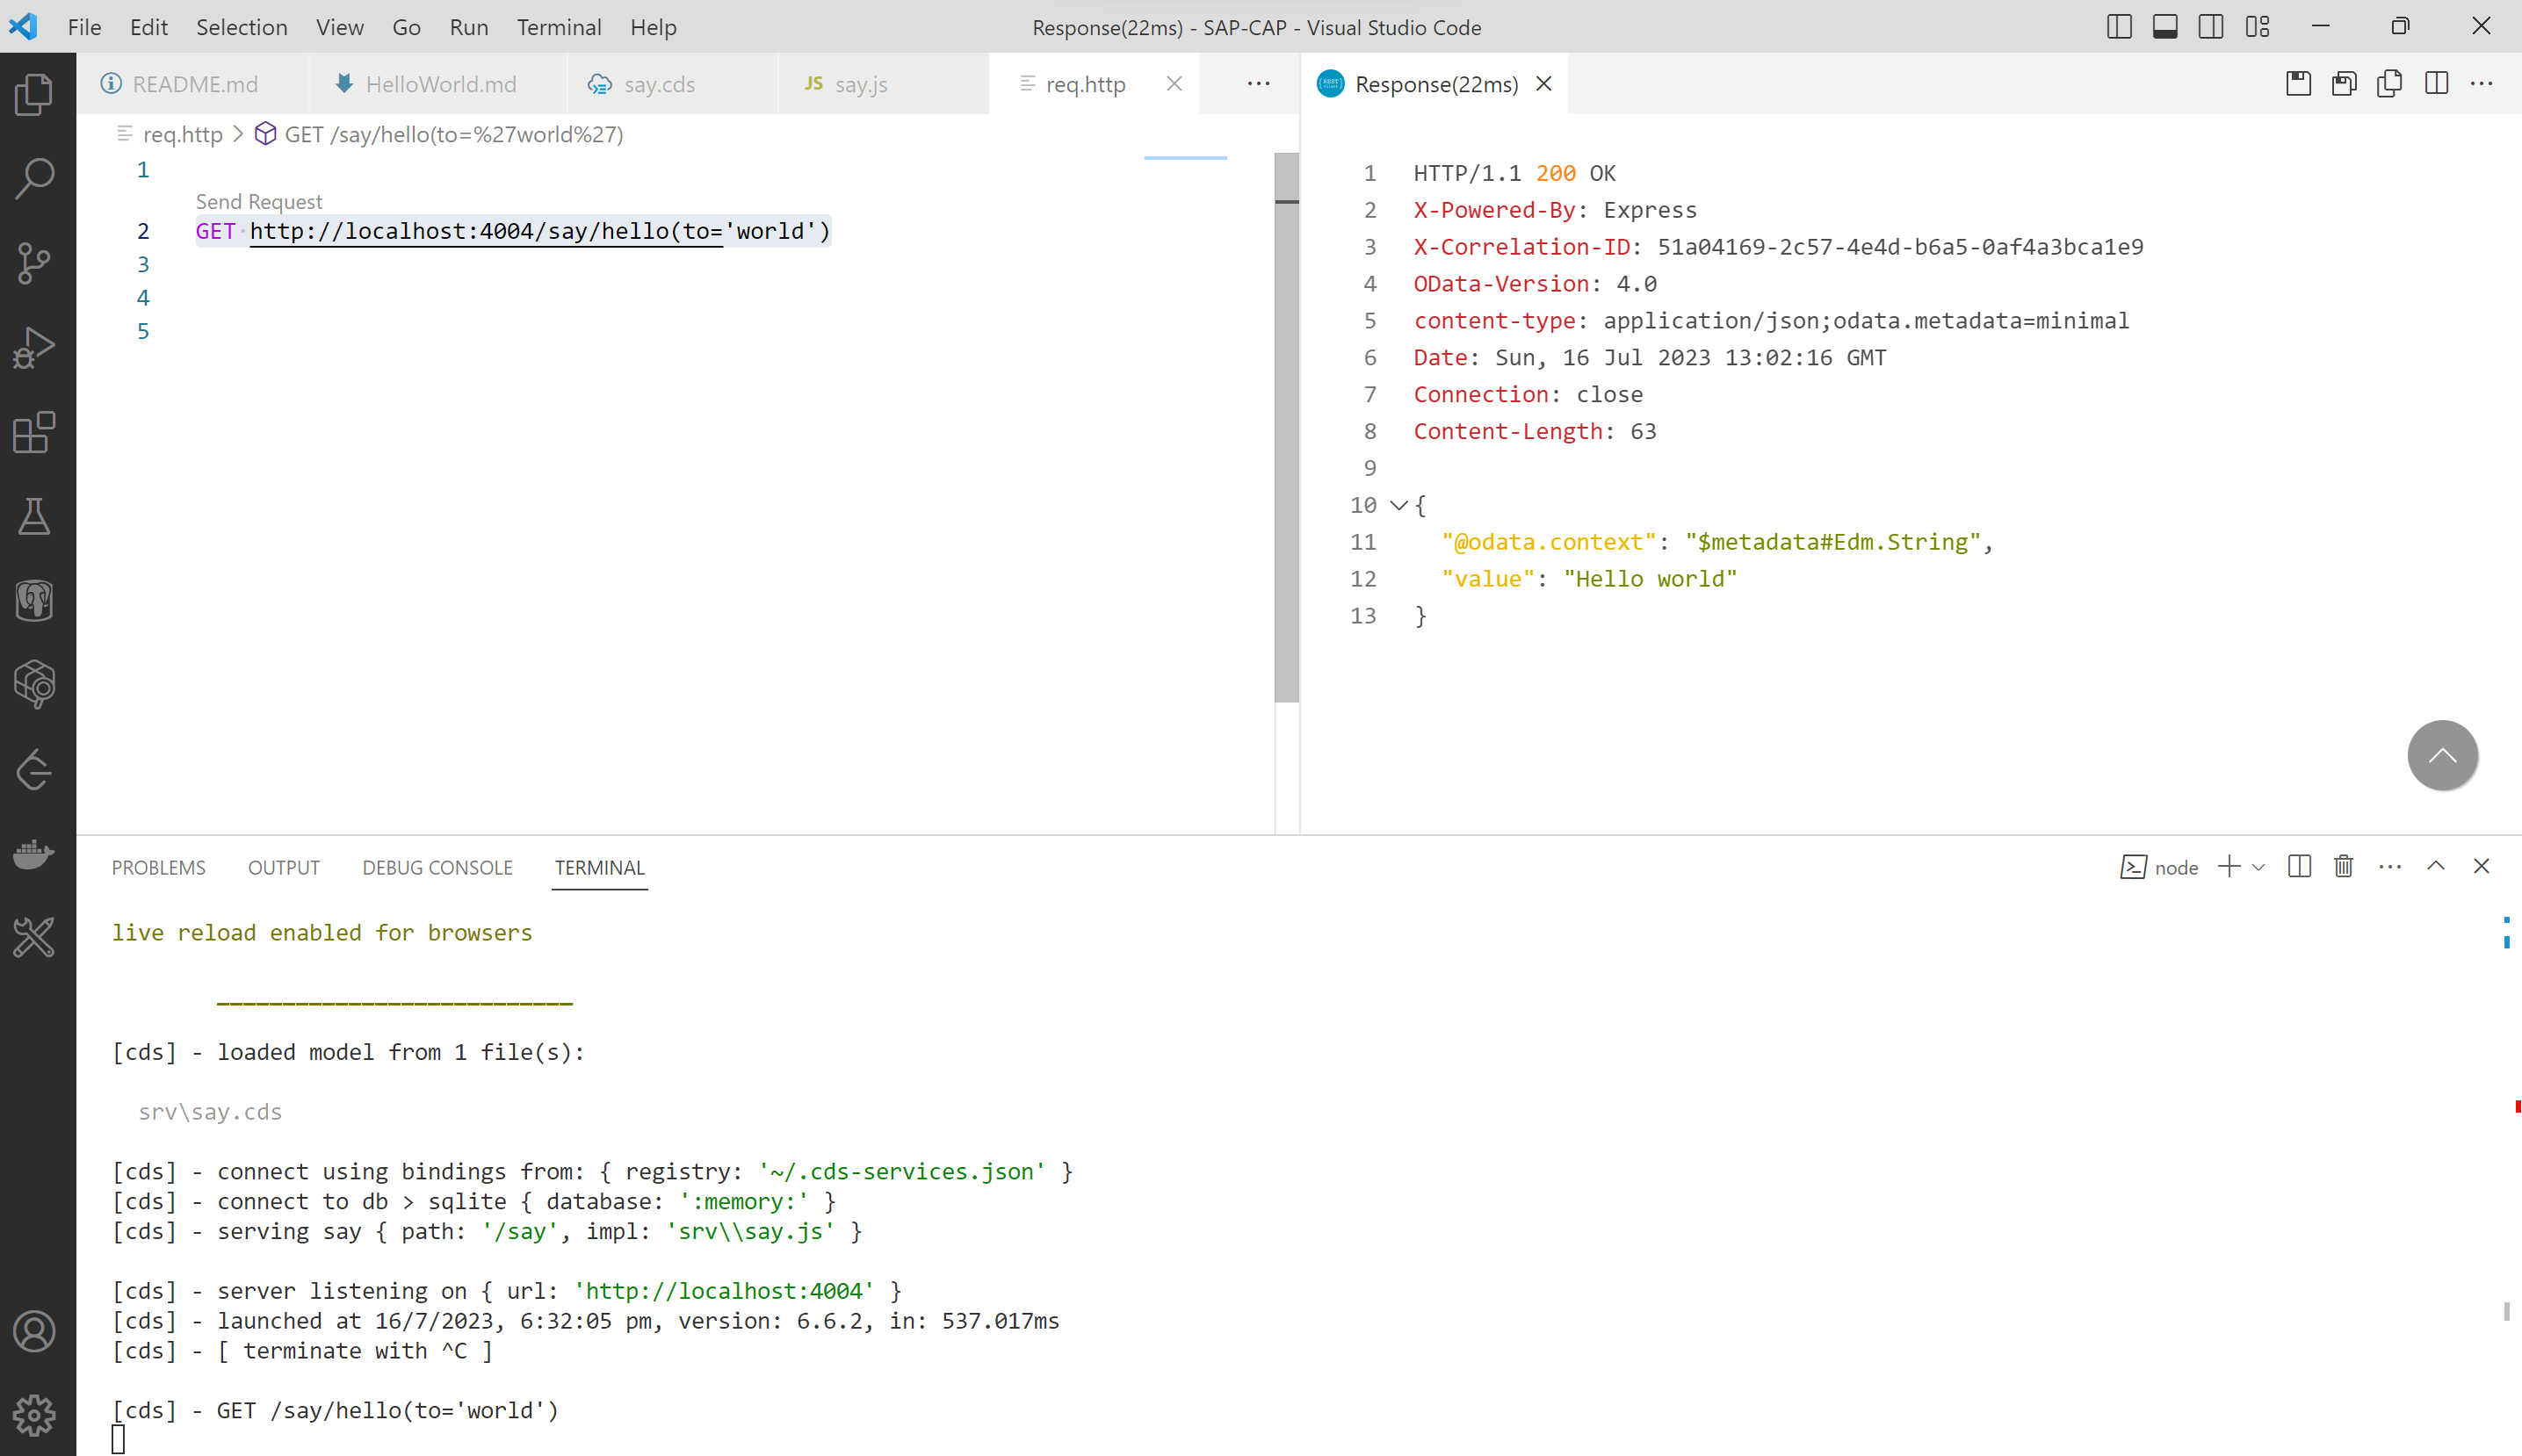 File Edit Selection View Go Run Terminal Help
Response(22ms) - SAP-CAP - Visual Studio Code
README.md
HelloWorld.md
say.cds
JS say.js
req.http
Response(22ms)
req.http > GET /say/hello(to=%27world%27)
1
Send Request
2 GET http://localhost:4004/say/hello(to='world')
3
4
5
1 HTTP/1.1 200 OK
2 X-Powered-By: Express
3 X-Correlation-ID: 51a04169-2c57-4e4d-b6a5-0af4a3bca1e9
4 OData-Version: 4.0
5 content-type: application/json;odata.metadata=minimal
6 Date: Sun, 16 Jul 2023 13:02:16 GMT
7 Connection: close
8 Content-Length: 63
9
10 {
11 "@odata.context": "$metadata#Edm.String",
12 "value": "Hello world"
13 }
PROBLEMS OUTPUT DEBUG CONSOLE TERMINAL
node
live reload enabled for browsers
___________________________
[cds] - loaded model from 1 file(s):
srv\say.cds
[cds] - connect using bindings from: { registry: '~/.cds-services.json' }
[cds] - connect to db > sqlite { database: ':memory:' }
[cds] - serving say { path: '/say', impl: 'srv\\say.js' }
[cds] - server listening on { url: 'http://localhost:4004' }
[cds] - launched at 16/7/2023, 6:32:05 pm, version: 6.6.2, in: 537.017ms
[cds] - [ terminate with ^C ]
[cds] - GET /say/hello(to='world')